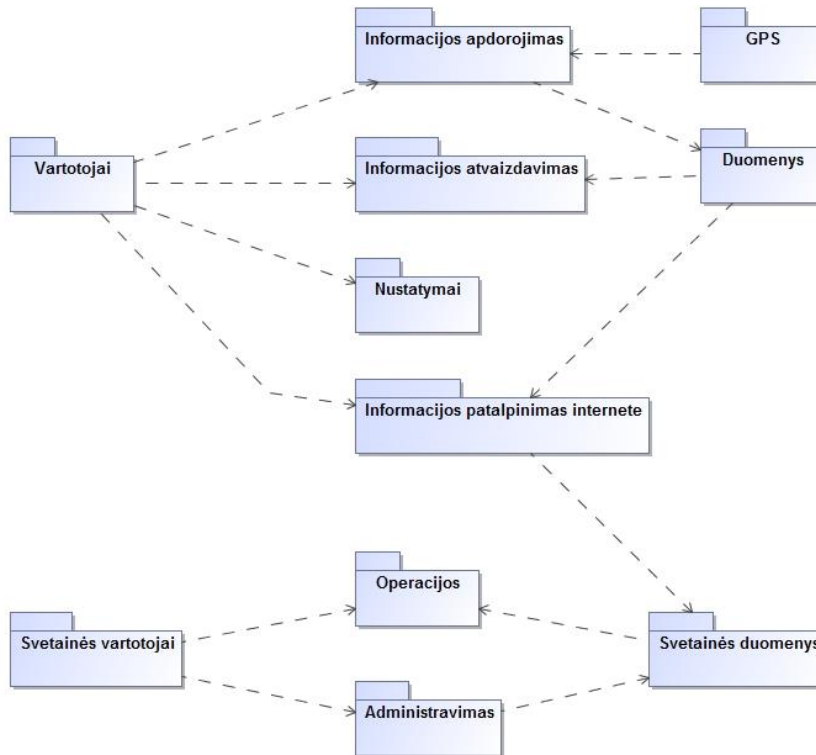 Informacijos apdorojimas
GPS
Vartotojai
Informacijos atvaizdavimas
Duomenys
Nustatymai
Informacijos patalpinimas internete
Operacijos
Svetainės vartotojai
Svetainės duomenys
Administravimas